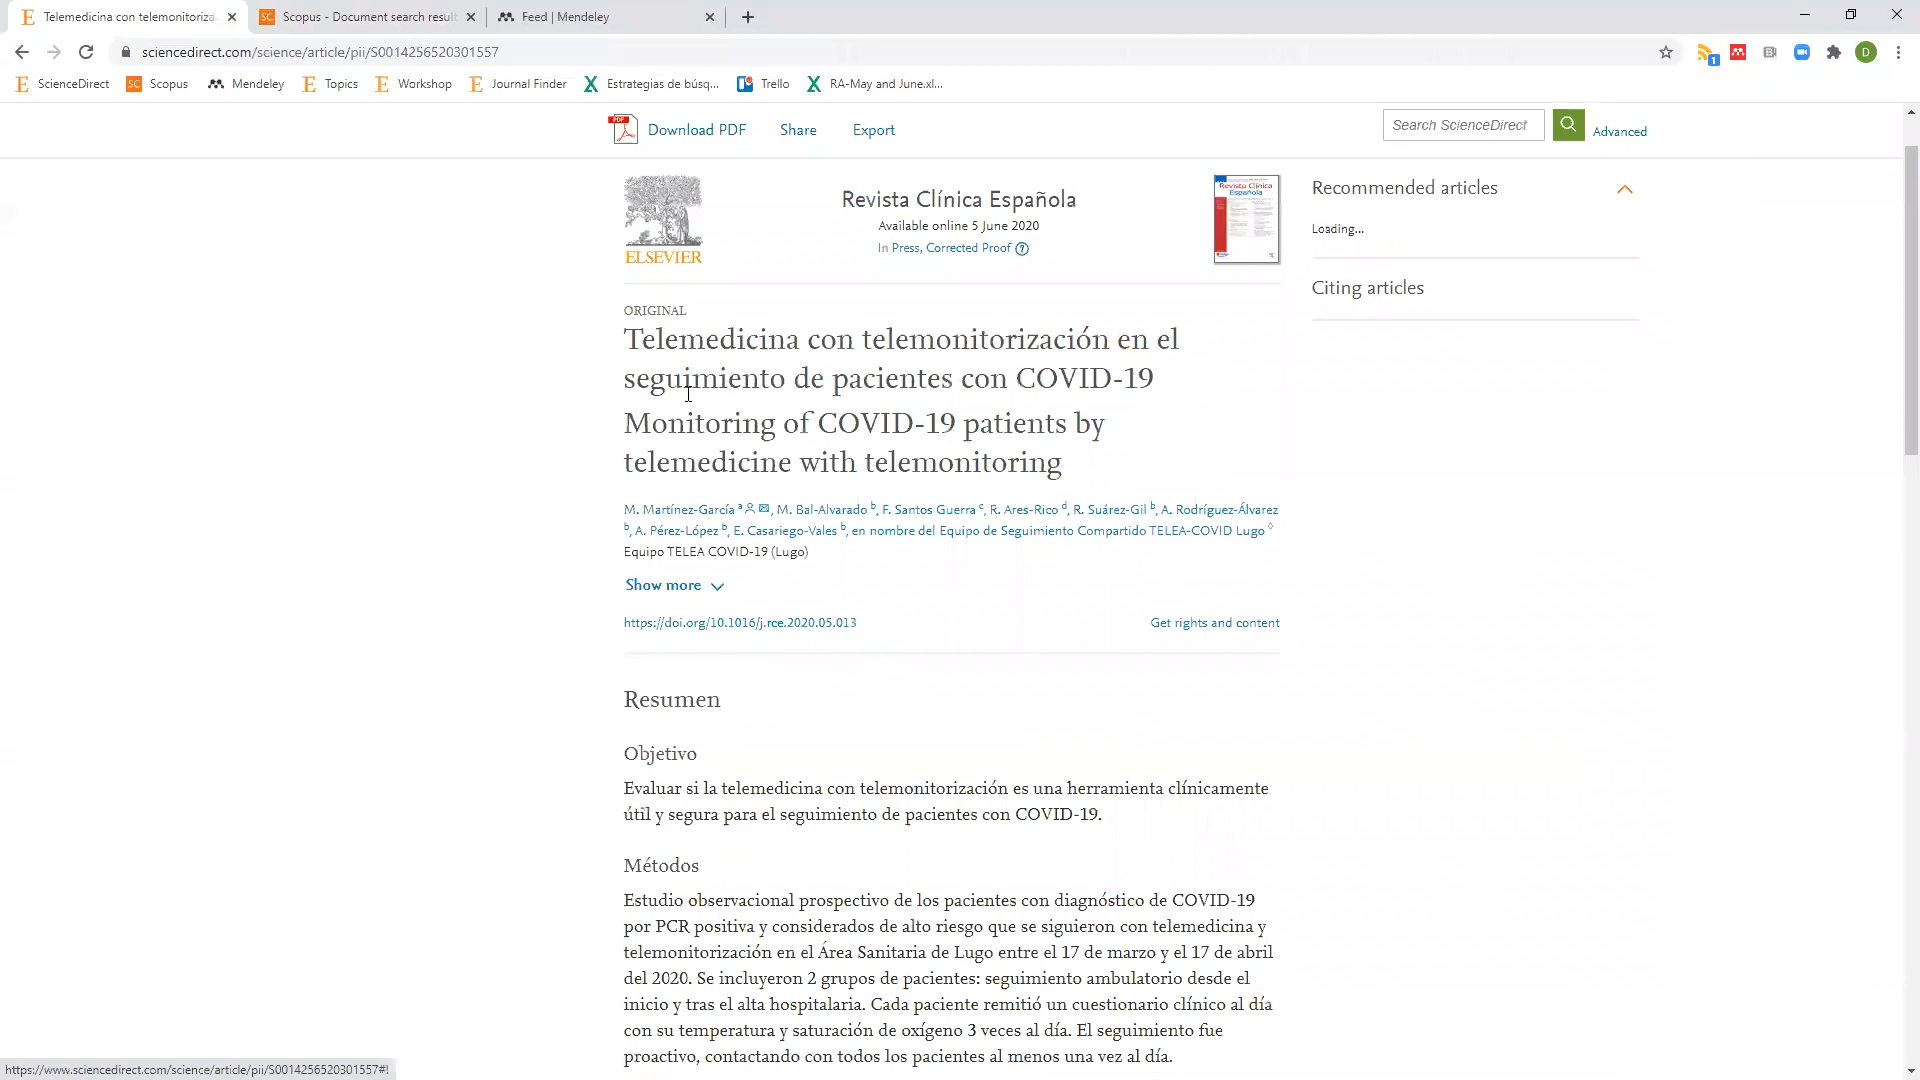 Telemedicina con telemonitoriza
Scopus - Document search result
Feed | Mendeley
sciencedirect.com/science/article/pii/S0014256520301557
1
D
ScienceDirect
Scopus
Mendeley
Topics
Workshop
Journal Finder
Estrategias de búsq...
Trello
RA-May and June.xl...
PDF
Download PDF
Share
Export
Search ScienceDirect
Advanced
ELSEVIER
Revista Clínica Española
Available online 5 June 2020
In Press, Corrected Proof
Revista Clínica
Española
Recommended articles
Loading...
Citing articles
ORIGINAL
Telemedicina con telemonitorización en el
seguimiento de pacientes con COVID-19
Monitoring of COVID-19 patients by
telemedicine with telemonitoring
M. Martínez-García a, M. Bal-Alvarado b, F. Santos Guerra c, R. Ares-Rico d, R. Suárez-Gil b, A. Rodríguez-Álvarez
b, A. Pérez-López b, E. Casariego-Vales b, en nombre del Equipo de Seguimiento Compartido TELEA-COVID Lugo ◊
Equipo TELEA COVID-19 (Lugo)
Show more
https://doi.org/10.1016/j.rce.2020.05.013
Get rights and content
Resumen
Objetivo
Evaluar si la telemedicina con telemonitorización es una herramienta clínicamente
útil y segura para el seguimiento de pacientes con COVID-19.
Métodos
Estudio observacional prospectivo de los pacientes con diagnóstico de COVID-19
por PCR positiva y considerados de alto riesgo que se siguieron con telemedicina y
telemonitorización en el Área Sanitaria de Lugo entre el 17 de marzo y el 17 de abril
del 2020. Se incluyeron 2 grupos de pacientes: seguimiento ambulatorio desde el
inicio y tras el alta hospitalaria. Cada paciente remitió un cuestionario clínico al día
con su temperatura y saturación de oxígeno 3 veces al día. El seguimiento fue
proactivo, contactando con todos los pacientes al menos una vez al día.
https://www.sciencedirect.com/science/article/pii/S0014256520301557#!